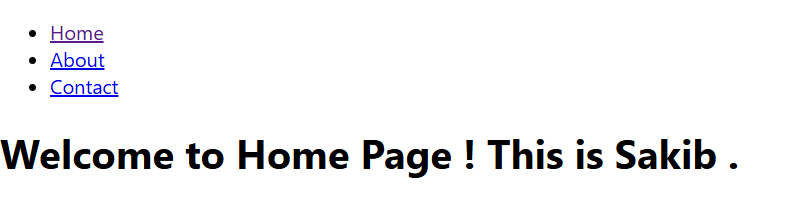 Home
About
Contact
Welcome to Home Page ! This is Sakib .